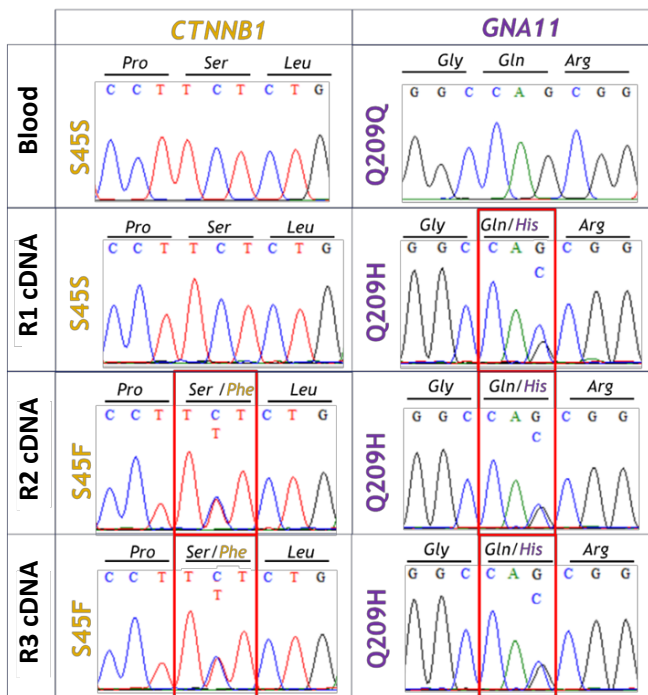 CTNNB1 GNA11
Blood
S45S
Pro Ser Leu
C C T T C T C T G
Q209Q
Gly Gln Arg
G G C C A G C G G
R1 cDNA
S45S
Pro Ser Leu
C C T T C T C T G
Q209H
Gly Gln/His Arg
G G C C A G C G G
C
R2 cDNA
S45F
Pro Ser /Phe Leu
C C T T C T C T G
T
Q209H
Gly Gln/His Arg
G G C C A G C G G
C
R3 cDNA
S45F
Pro Ser/Phe Leu
C C T T C T C T G
T
Q209H
Gly Gln/His Arg
G G C C A G C G G
C